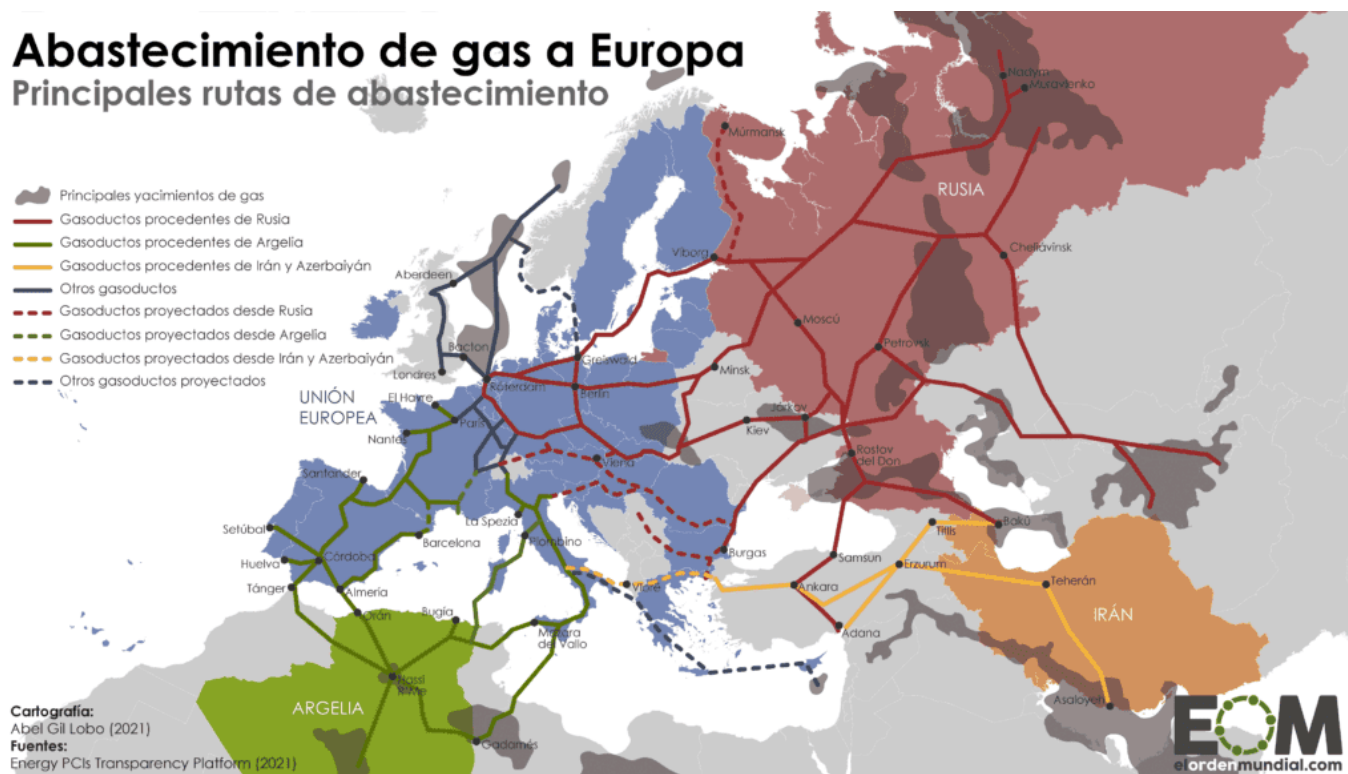 Abastecimiento de gas a Europa
Principales rutas de abastecimiento
Principales yacimientos de gas
Gasoductos procedentes de Rusia
Gasoductos procedentes de Argelia
Gasoductos procedentes de Irán y Azerbaiyán
Otros gasoductos
Gasoductos proyectados desde Rusia
Gasoductos proyectados desde Argelia
Gasoductos proyectados desde Irán y Azerbaiyán
Otros gasoductos proyectados
Nadym
Muravlenko
Múrmansk
RUSIA
Viborg
Cheliávinsk
Aberdeen
Moscú
Bacton
Londres
Greiswald
Petrovsk
Róterdam
Berlín
Minsk
UNIÓN
EUROPEA
El Havre
París
Járkov
Kiev
Nantes
Viena
Rostov
del Don
Santander
La Spezia
Setúbal
Bakú
Tiflis
Barcelona
Piombino
Burgas
Samsun
Huelva
Córdoba
Erzurum
Tánger
Almería
Vlorë
Ankara
Teherán
Orán
Bugía
Mazara
del Vallo
Adana
IRÁN
Hassi
R'Mel
ARGELIA
Asaloyeh
Gadamés
Cartografía:
Abel Gil Lobo (2021)
Fuentes:
Energy PCIs Transparency Platform (2021)
EOM
elordenmundial.com